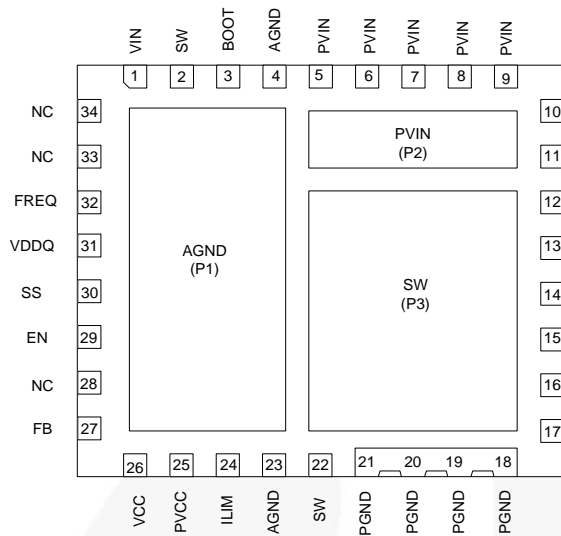 VIN SW BOOT AGND PVIN PVIN PVIN PVIN PVIN
1 2 3 4 5 6 7 8 9
NC 34
NC 33
FREQ 32
VDDQ 31
SS 30
EN 29
NC 28
FB 27
AGND
(P1)
PVIN
(P2)
SW
(P3)
10
11
12
13
14
15
16
17
26 25 24 23 22 21 20 19 18
VCC PVCC ILIM AGND SW PGND PGND PGND PGND